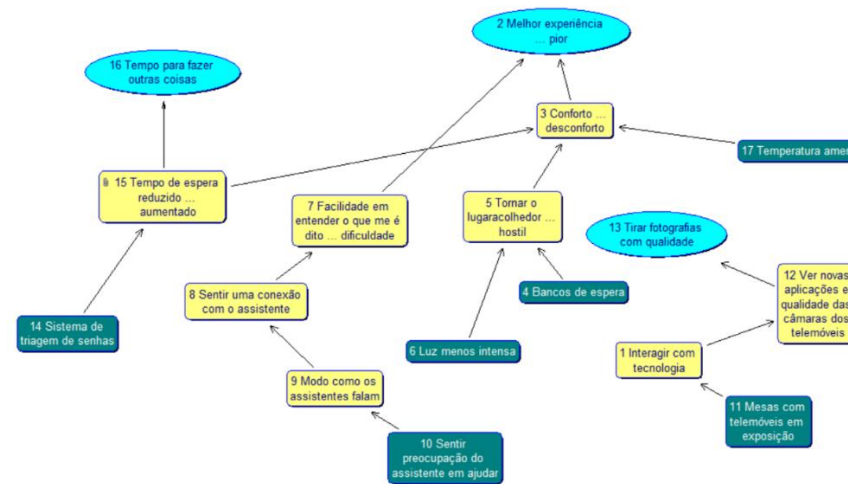 2 Melhor experiência
... pior
16 Tempo para fazer
outras coisas
3 Conforto ...
desconforto
17 Temperatura
15 Tempo de espera
reduzido ...
aumentado
7 Facilidade em
entender o que me é
dito ... dificuldade
5 Tornar o
lugaracolhedor ...
hostil
13 Tirar fotografias
com qualidade
8 Sentir uma conexão
com o assistente
4 Bancos de espera
12 Ver novas
aplicações e
qualidade das
câmaras dos
telemóveis
14 Sistema de
triagem de senhas
6 Luz menos intensa
1 Interagir com
tecnologia
9 Modo como os
assistentes falam
11 Mesas com
telemóveis em
exposição
10 Sentir
preocupação do
assistente em ajudar